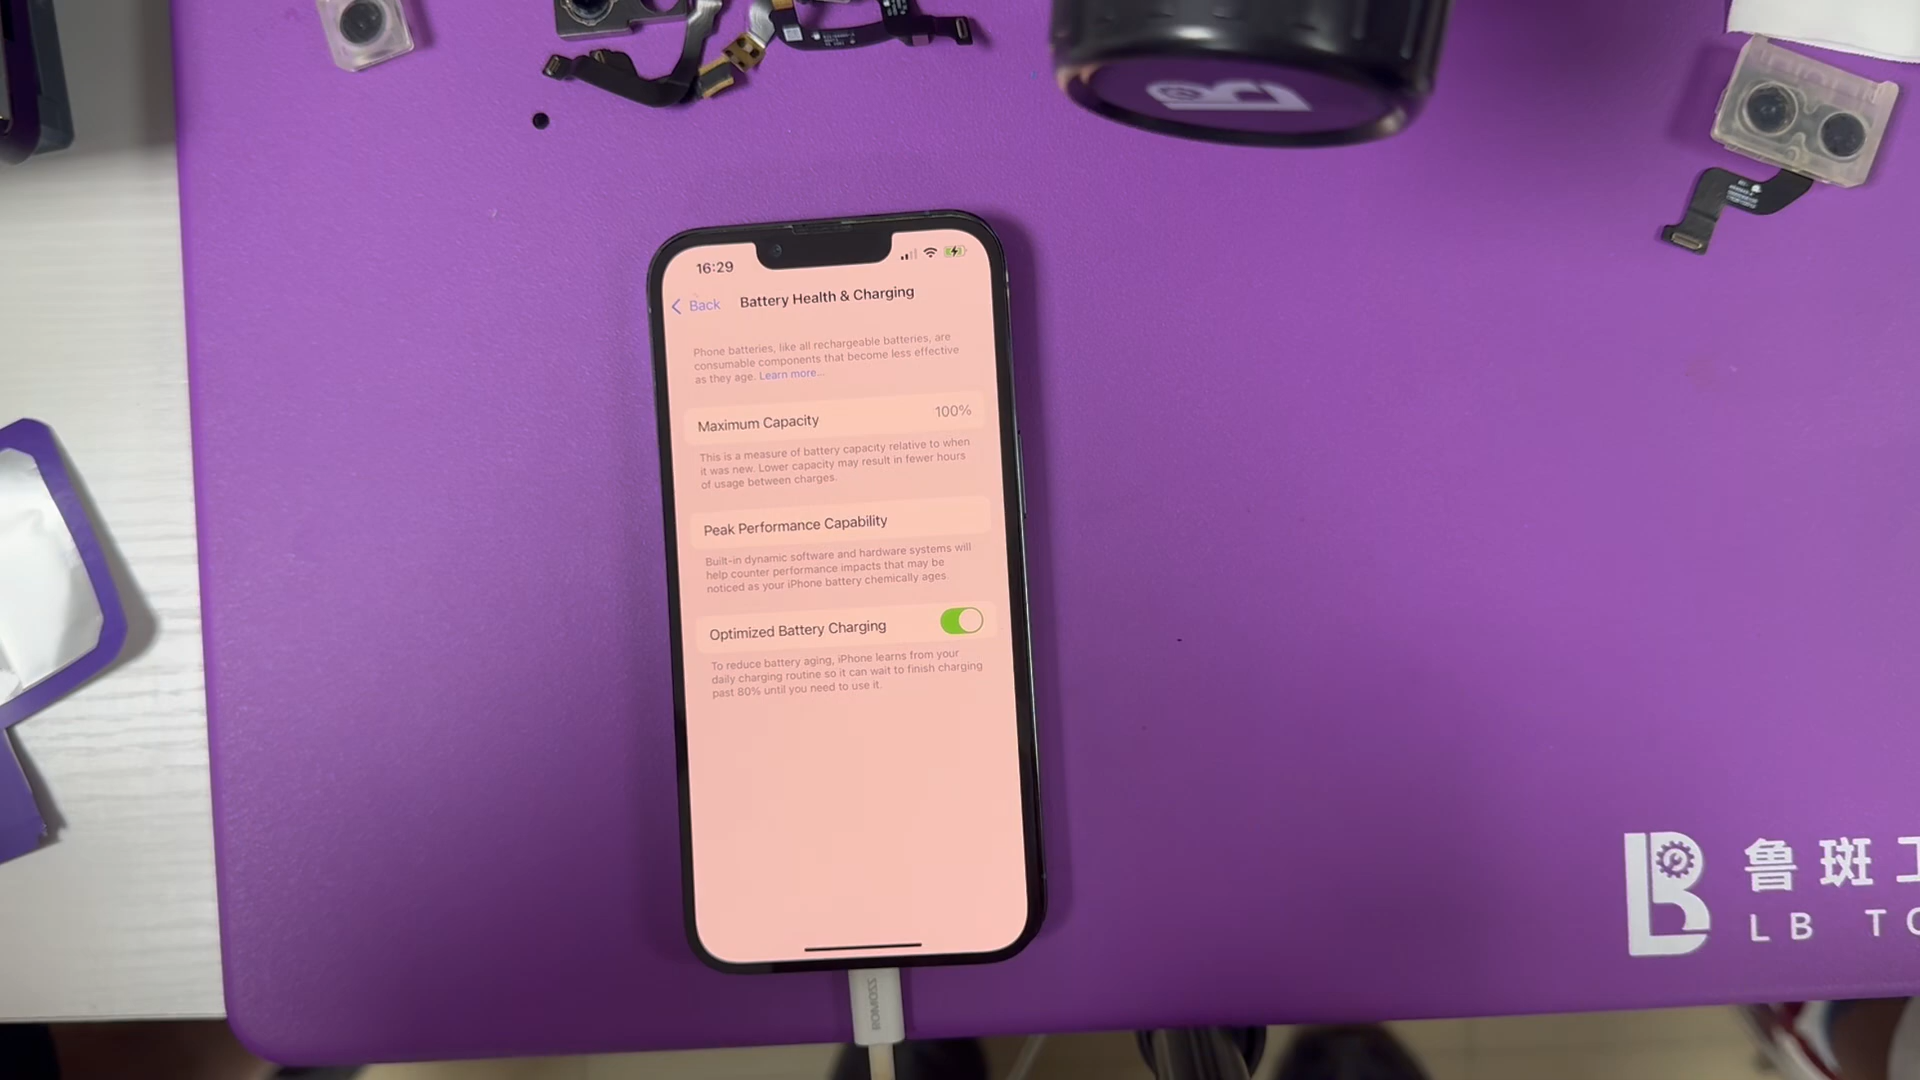 16:29
Back
Battery Health & Charging
Phone batteries, like all rechargeable batteries, are
consumable components that become less effective
as they age. Learn more...
Maximum Capacity
100%
This is a measure of battery capacity relative to when
it was new. Lower capacity may result in fewer hours
of usage between charges.
Peak Performance Capability
Built-in dynamic software and hardware systems will
help counter performance impacts that may be
noticed as your iPhone battery chemically ages.
Optimized Battery Charging
To reduce battery aging, iPhone learns from your
daily charging routine so it can wait to finish charging
past 80% until you need to use it.
ROMOSS
鲁班
LB